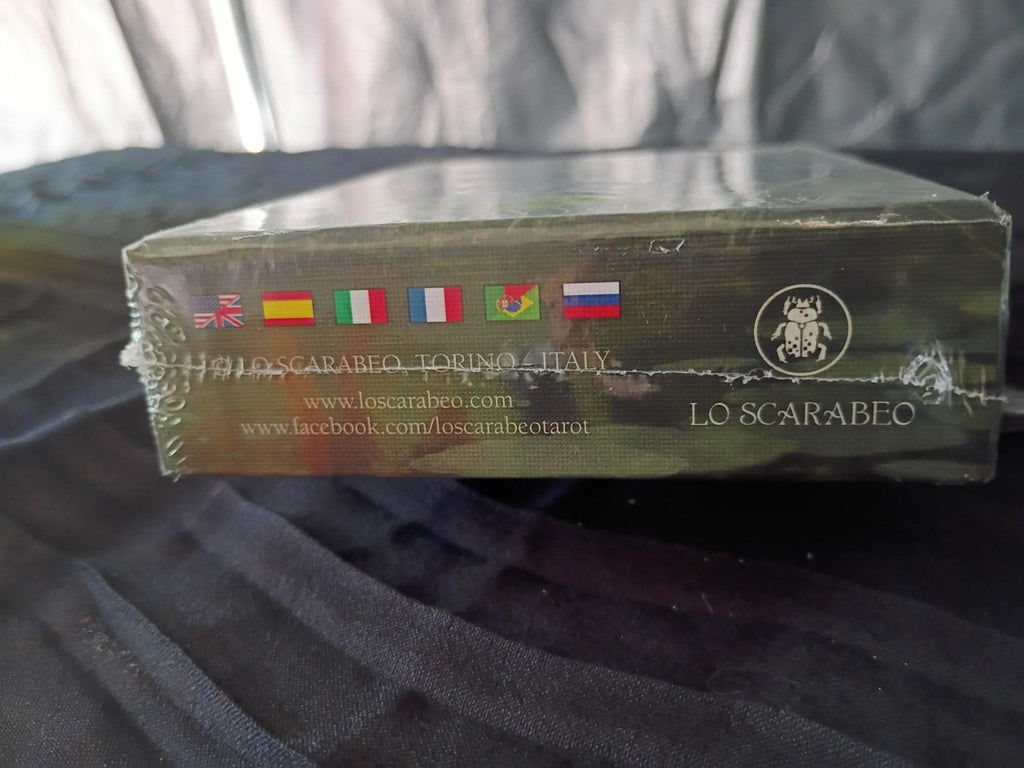 © LO SCARABEO, TORINO - ITALY
www.loscarabeo.com
www.facebook.com/loscarabeotarot
LO SCARABEO